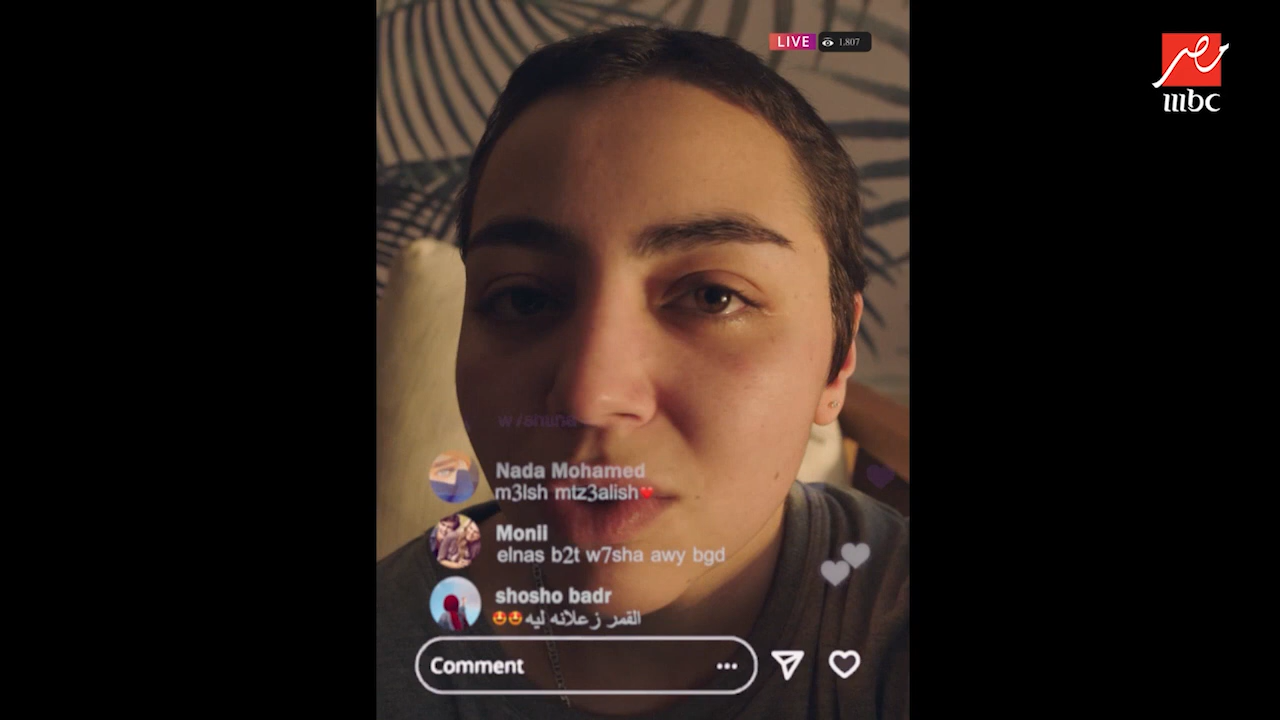 LIVE 1.807
مصر
mbc
Nada Mohamed
m3lsh mtz3alish
Monii
elnas b2t w7sha awy bgd
shosho badr
القمر زعلانه ليه
Comment